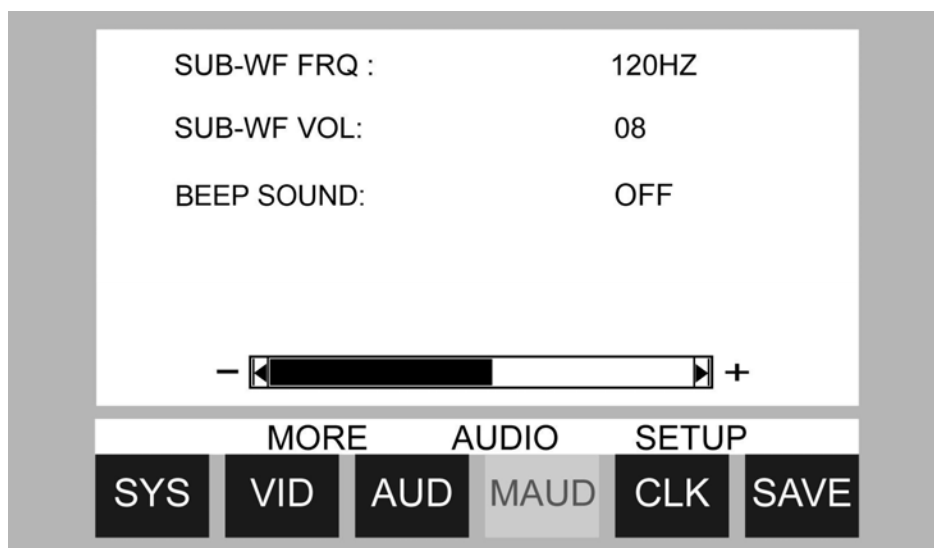 SUB-WF FRQ : 120HZ
SUB-WF VOL: 08
BEEP SOUND: OFF
− +
MORE AUDIO SETUP
SYS VID AUD MAUD CLK SAVE